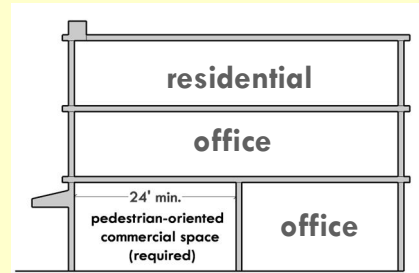 residential
office
24' min.
pedestrian-oriented
commercial space
(required)
office